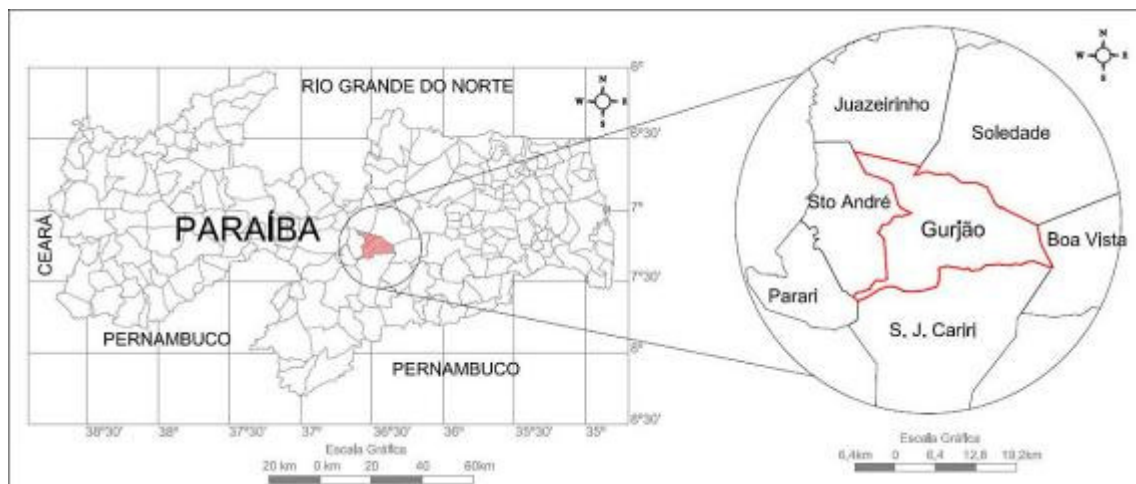 RIO GRANDE DO NORTE
N
W E
S
6°
6°30'
PARAÍBA
7°
CEARÁ
7°30'
PERNAMBUCO
8°
PERNAMBUCO
8°30'
38°30' 38° 37°30' 37° 36°30' 36° 35°30' 35°
Escala Gráfica
20 km 0 km 20 40 60km
N
W E
S
Juazeirinho
Soledade
Sto André
Gurjão
Boa Vista
Parari
S. J. Cariri
Escala Gráfica
6,4km 0 6,4 12,8 19,2km